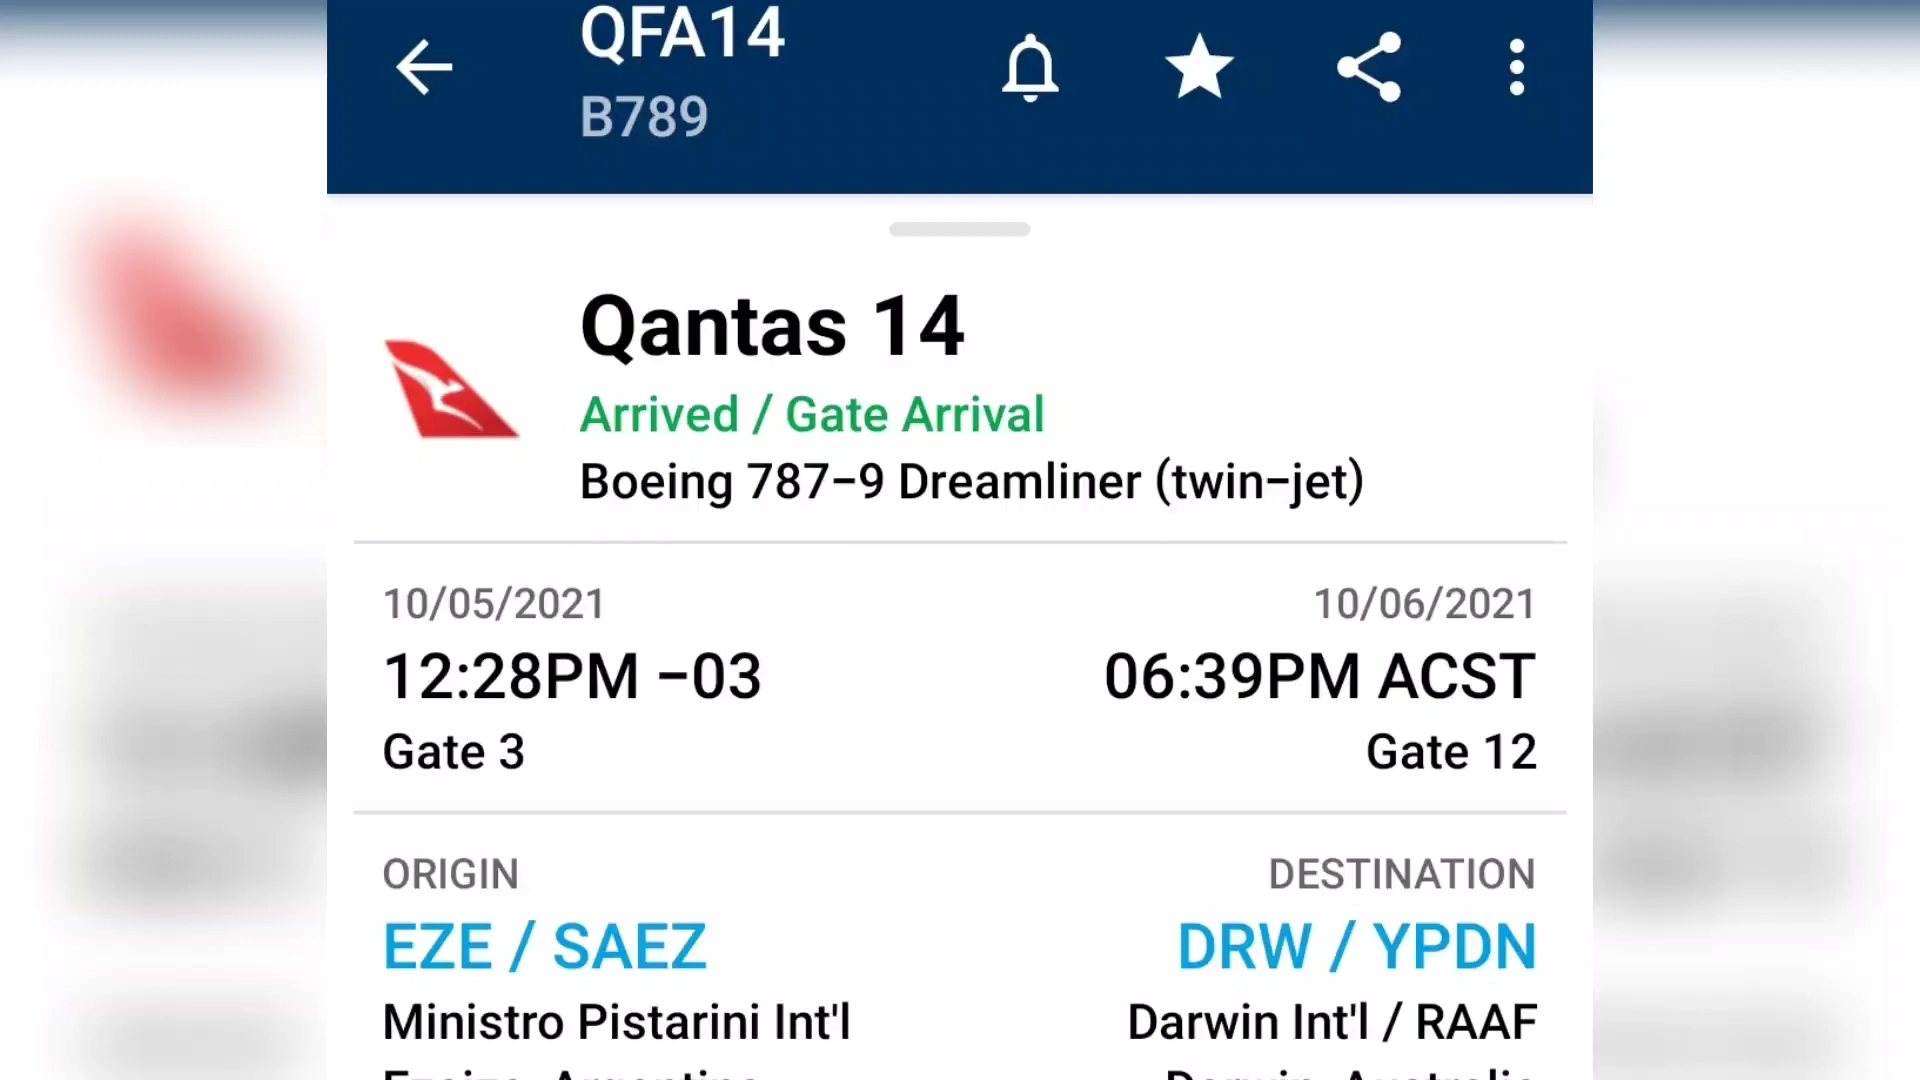 QFA14
B789
Qantas 14
Arrived / Gate Arrival
Boeing 787-9 Dreamliner (twin-jet)
10/05/2021 10/06/2021
12:28PM -03 06:39PM ACST
Gate 3 Gate 12
ORIGIN DESTINATION
EZE / SAEZ DRW / YPDN
Ministro Pistarini Int'l Darwin Int'l / RAAF